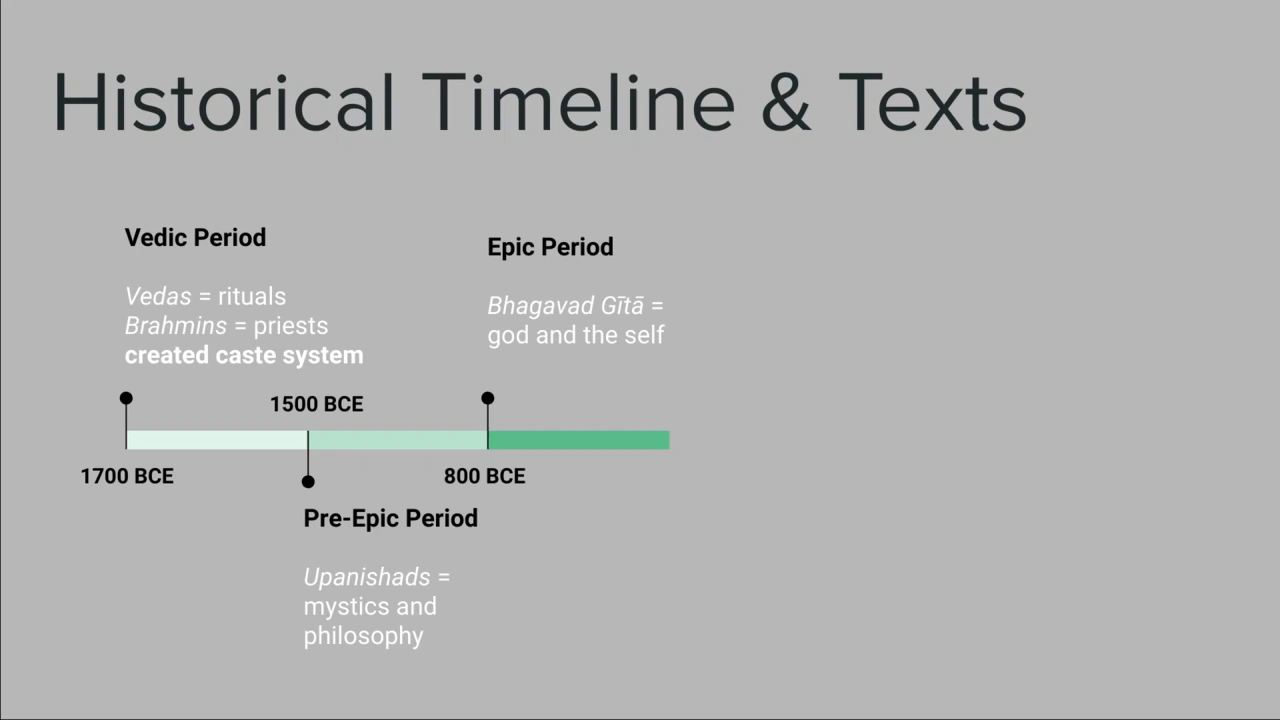 Historical Timeline & Texts
Vedic Period
Vedas = rituals
Brahmins = priests
created caste system
Epic Period
Bhagavad Gītā =
god and the self
1500 BCE
1700 BCE
800 BCE
Pre-Epic Period
Upanishads =
mystics and
philosophy